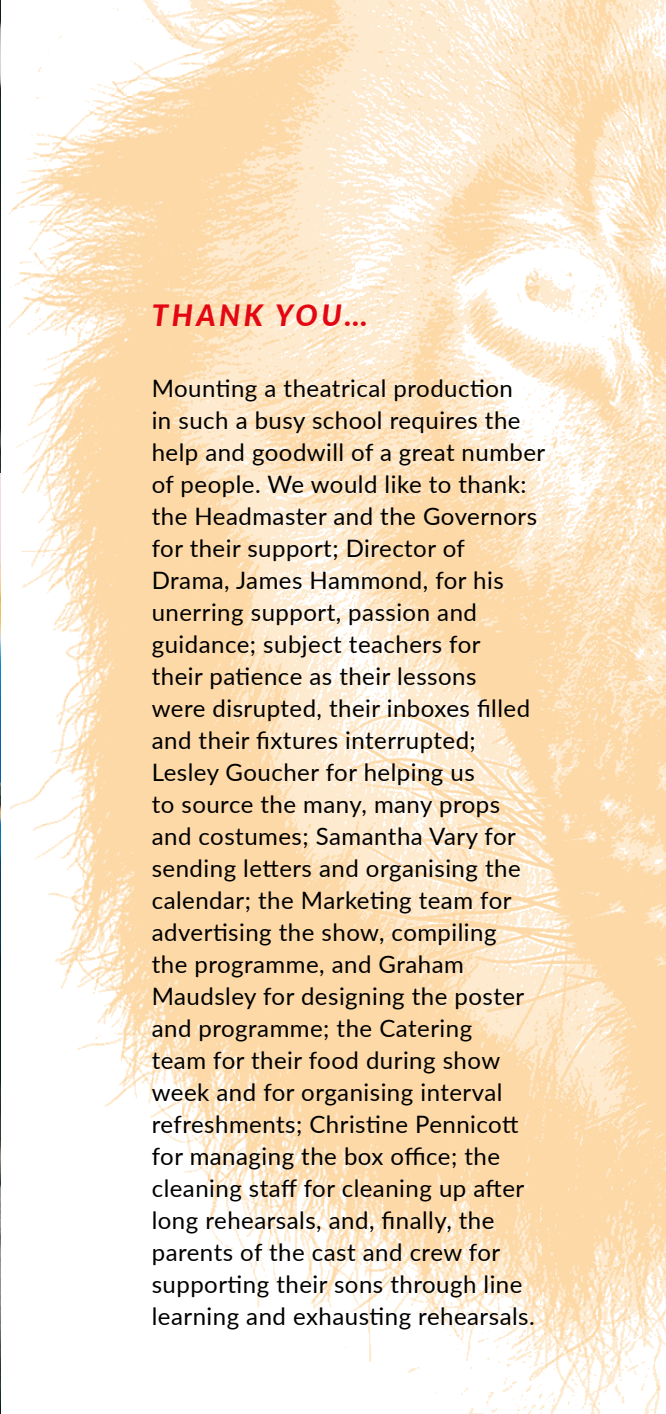 THANK YOU...
Mounting a theatrical production
in such a busy school requires the
help and goodwill of a great number
of people. We would like to thank:
the Headmaster and the Governors
for their support; Director of
Drama, James Hammond, for his
unerring support, passion and
guidance; subject teachers for
their patience as their lessons
were disrupted, their inboxes filled
and their fixtures interrupted;
Lesley Goucher for helping us
to source the many, many props
and costumes; Samantha Vary for
sending letters and organising the
calendar; the Marketing team for
advertising the show, compiling
the programme, and Graham
Maudsley for designing the poster
and programme; the Catering
team for their food during show
week and for organising interval
refreshments; Christine Pennicott
for managing the box office; the
cleaning staff for cleaning up after
long rehearsals, and, finally, the
parents of the cast and crew for
supporting their sons through line
learning and exhausting rehearsals.